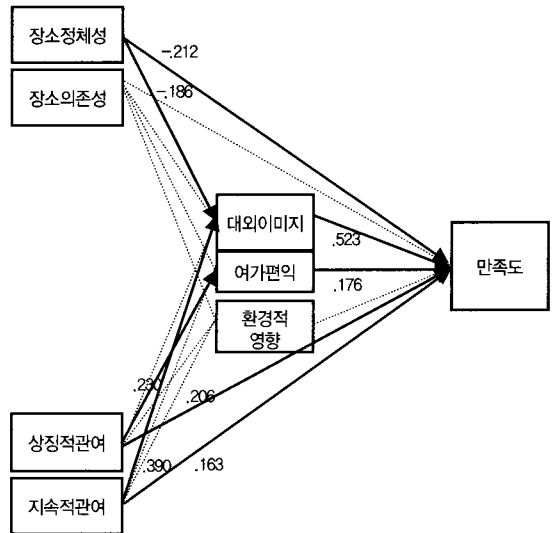 장소정체성
-.212
장소의존성
-.186
대외이미지
.523
만족도
여가편익
.176
환경적
영향
.230
.206
상징적관여
.390
.163
지속적관여